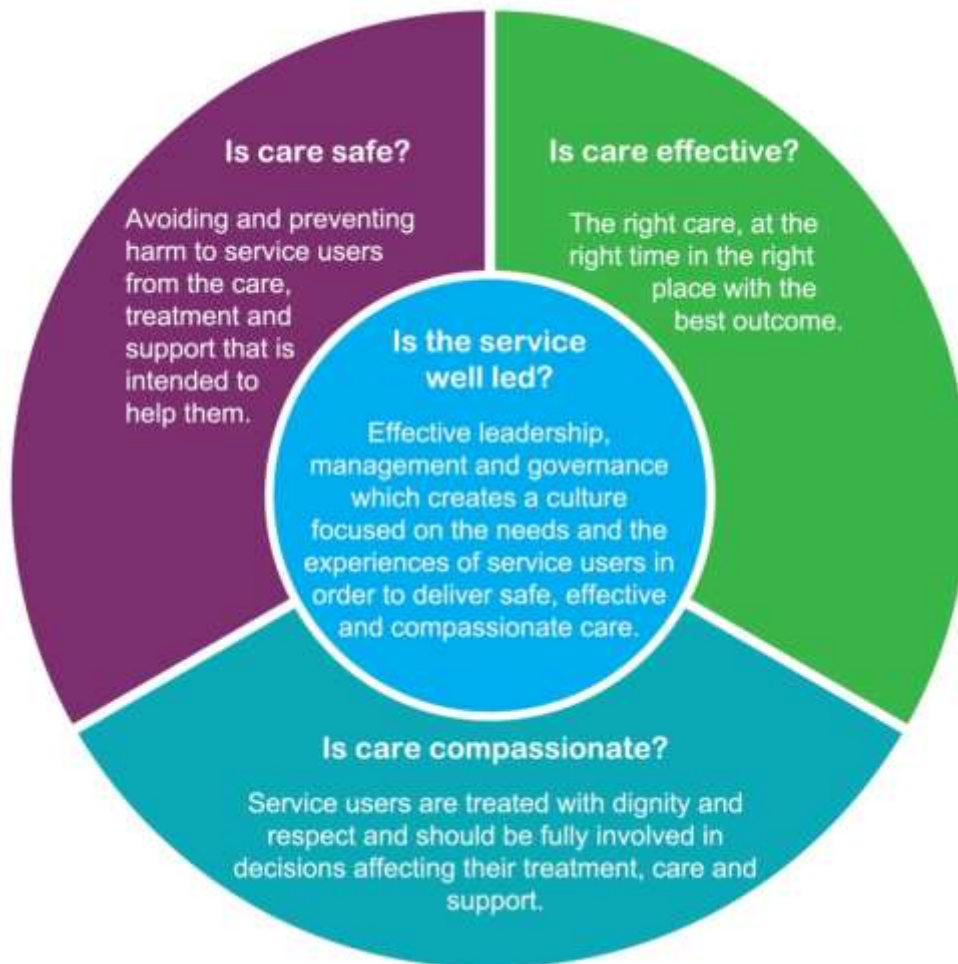 Is care safe?
Avoiding and preventing
harm to service users
from the care,
treatment and
support that is
intended to
help them.
Is care effective?
The right care, at the
right time in the right
place with the
best outcome.
Is the service
well led?
Effective leadership,
management and governance
which creates a culture
focused on the needs and the
experiences of service users in
order to deliver safe, effective
and compassionate care.
Is care compassionate?
Service users are treated with dignity and
respect and should be fully involved in
decisions affecting their treatment, care and
support.